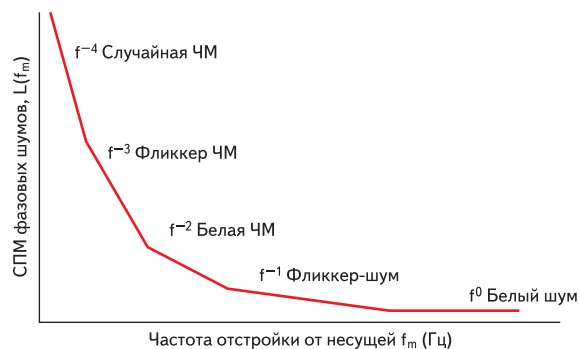 СПМ фазовых шумов, L(fₘ)
f⁻⁴ Случайная ЧМ
f⁻³ Фликкер ЧМ
f⁻² Белая ЧМ
f⁻¹ Фликкер-шум
f⁰ Белый шум
Частота отстройки от несущей fₘ (Гц)